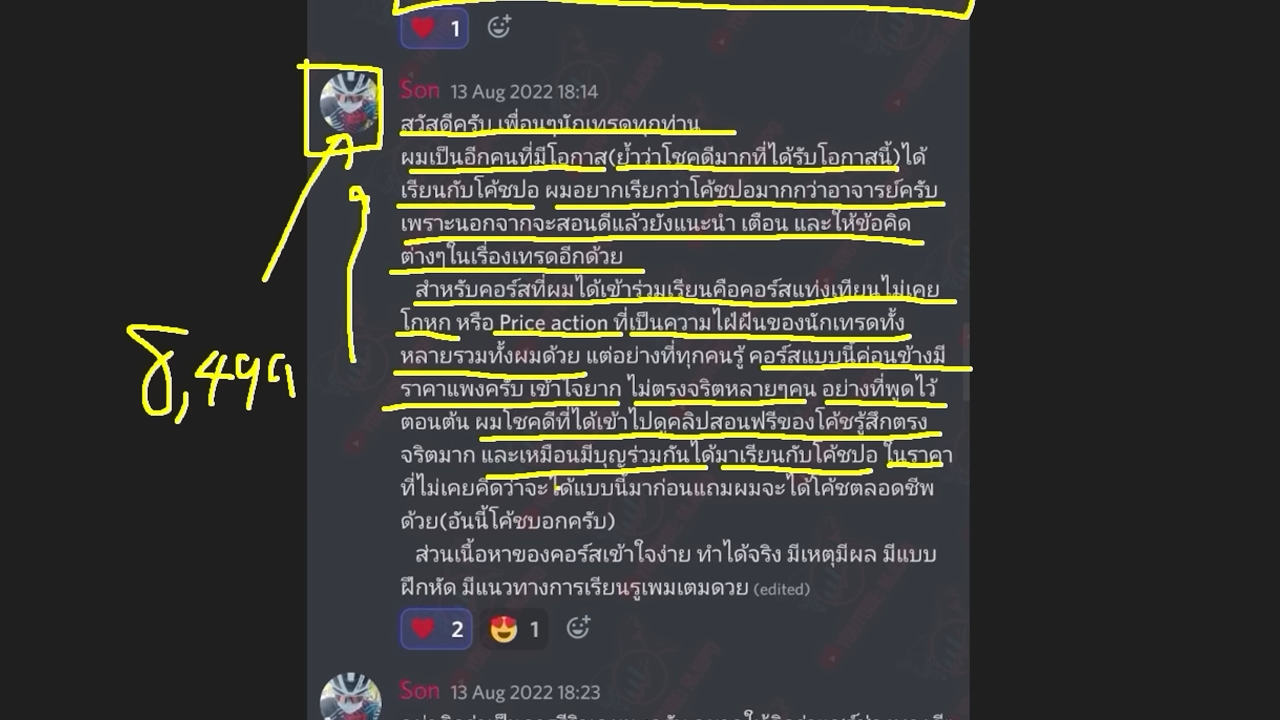 1
Son 13 Aug 2022 18:14
สวัสดีครับ เพื่อนๆนักเทรดทุกท่าน
ผมเป็นอีกคนที่มีโอกาส(ย้ำว่าโชคดีมากที่ได้รับโอกาสนี้)ได้
เรียนกับโค้ชปอ ผมอยากเรียกว่าโค้ชปอมากกว่าอาจารย์ครับ
เพราะนอกจากจะสอนดีแล้วยังแนะนำ เตือน และให้ข้อคิด
ต่างๆในเรื่องเทรดอีกด้วย
สำหรับคอร์สที่ผมได้เข้าร่วมเรียนคือคอร์สแท่งเทียนไม่เคย
โกหก หรือ Price action ที่เป็นความใฝ่ฝันของนักเทรดทั้ง
หลายรวมทั้งผมด้วย แต่อย่างที่ทุกคนรู้ คอร์สแบบนี้ค่อนข้างมี
ราคาแพงครับ เข้าใจยาก ไม่ตรงจริตหลายๆคน อย่างที่พูดไว้
ตอนต้น ผมโชคดีที่ได้เข้าไปดูคลิปสอนฟรีของโค้ชรู้สึกตรง
จริตมาก และเหมือนมีบุญร่วมกันได้มาเรียนกับโค้ชปอ ในราคา
ที่ไม่เคยคิดว่าจะได้แบบนี้มาก่อนแถมผมจะได้โค้ชตลอดชีพ
ด้วย(อันนี้โค้ชบอกครับ)
ส่วนเนื้อหาของคอร์สเข้าใจง่าย ทำได้จริง มีเหตุมีผล มีแบบ
ฝึกหัด มีแนวทางการเรียนรู้เพิ่มเติมด้วย (edited)
2 1
Son 13 Aug 2022 18:23